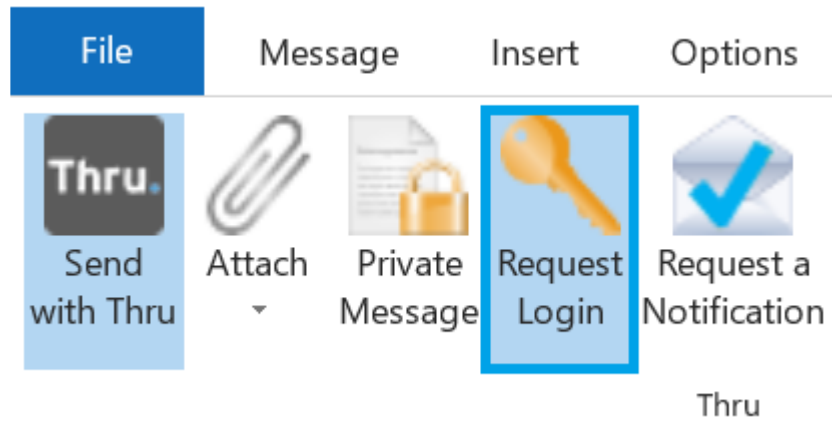 File Message Insert Options
Thru.
Send Attach Private Request Request a
with Thru Message Login Notification
Thru